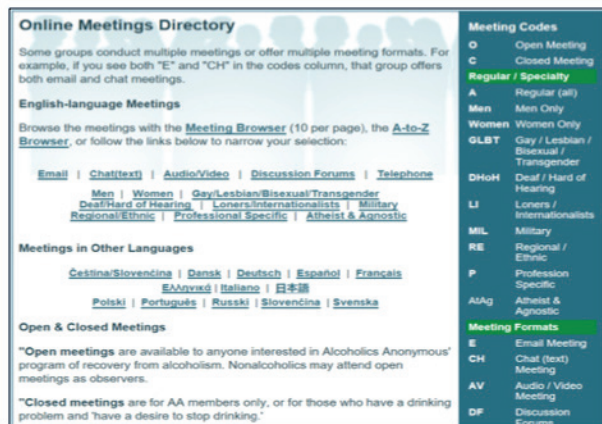 Online Meetings Directory
Some groups conduct multiple meetings or offer multiple meeting formats. For
example, if you see both "E" and "CH" in the codes column, that group offers
both email and chat meetings.
English-language Meetings
Browse the meetings with the Meeting Browser (10 per page), the A-to-Z
Browser, or follow the links below to narrow your selection:
Email | Chat(text) | Audio/Video | Discussion Forums | Telephone
Men | Women | Gay/Lesbian/Bisexual/Transgender
Deaf/Hard of Hearing | Loners/Internationalists | Military
Regional/Ethnic | Professional Specific | Atheist & Agnostic
Meetings in Other Languages
Čeština/Slovenčina | Dansk | Deutsch | Español | Français
Ελληνικά | Italiano | 日本語
Polski | Português | Russki | Slovenčina | Svenska
Open & Closed Meetings
"Open meetings are available to anyone interested in Alcoholics Anonymous'
program of recovery from alcoholism. Nonalcoholics may attend open
meetings as observers.
"Closed meetings are for AA members only, or for those who have a drinking
problem and 'have a desire to stop drinking.'
Meeting Codes
O Open Meeting
C Closed Meeting
Regular / Specialty
A Regular (all)
Men Men Only
Women Women Only
GLBT Gay / Lesbian /
Bisexual /
Transgender
DHoH Deaf / Hard of
Hearing
LI Loners /
Internationalists
MIL Military
RE Regional /
Ethnic
P Profession
Specific
AtAg Atheist &
Agnostic
Meeting Formats
E Email Meeting
CH Chat (text)
Meeting
AV Audio / Video
Meeting
DF Discussion
Forums